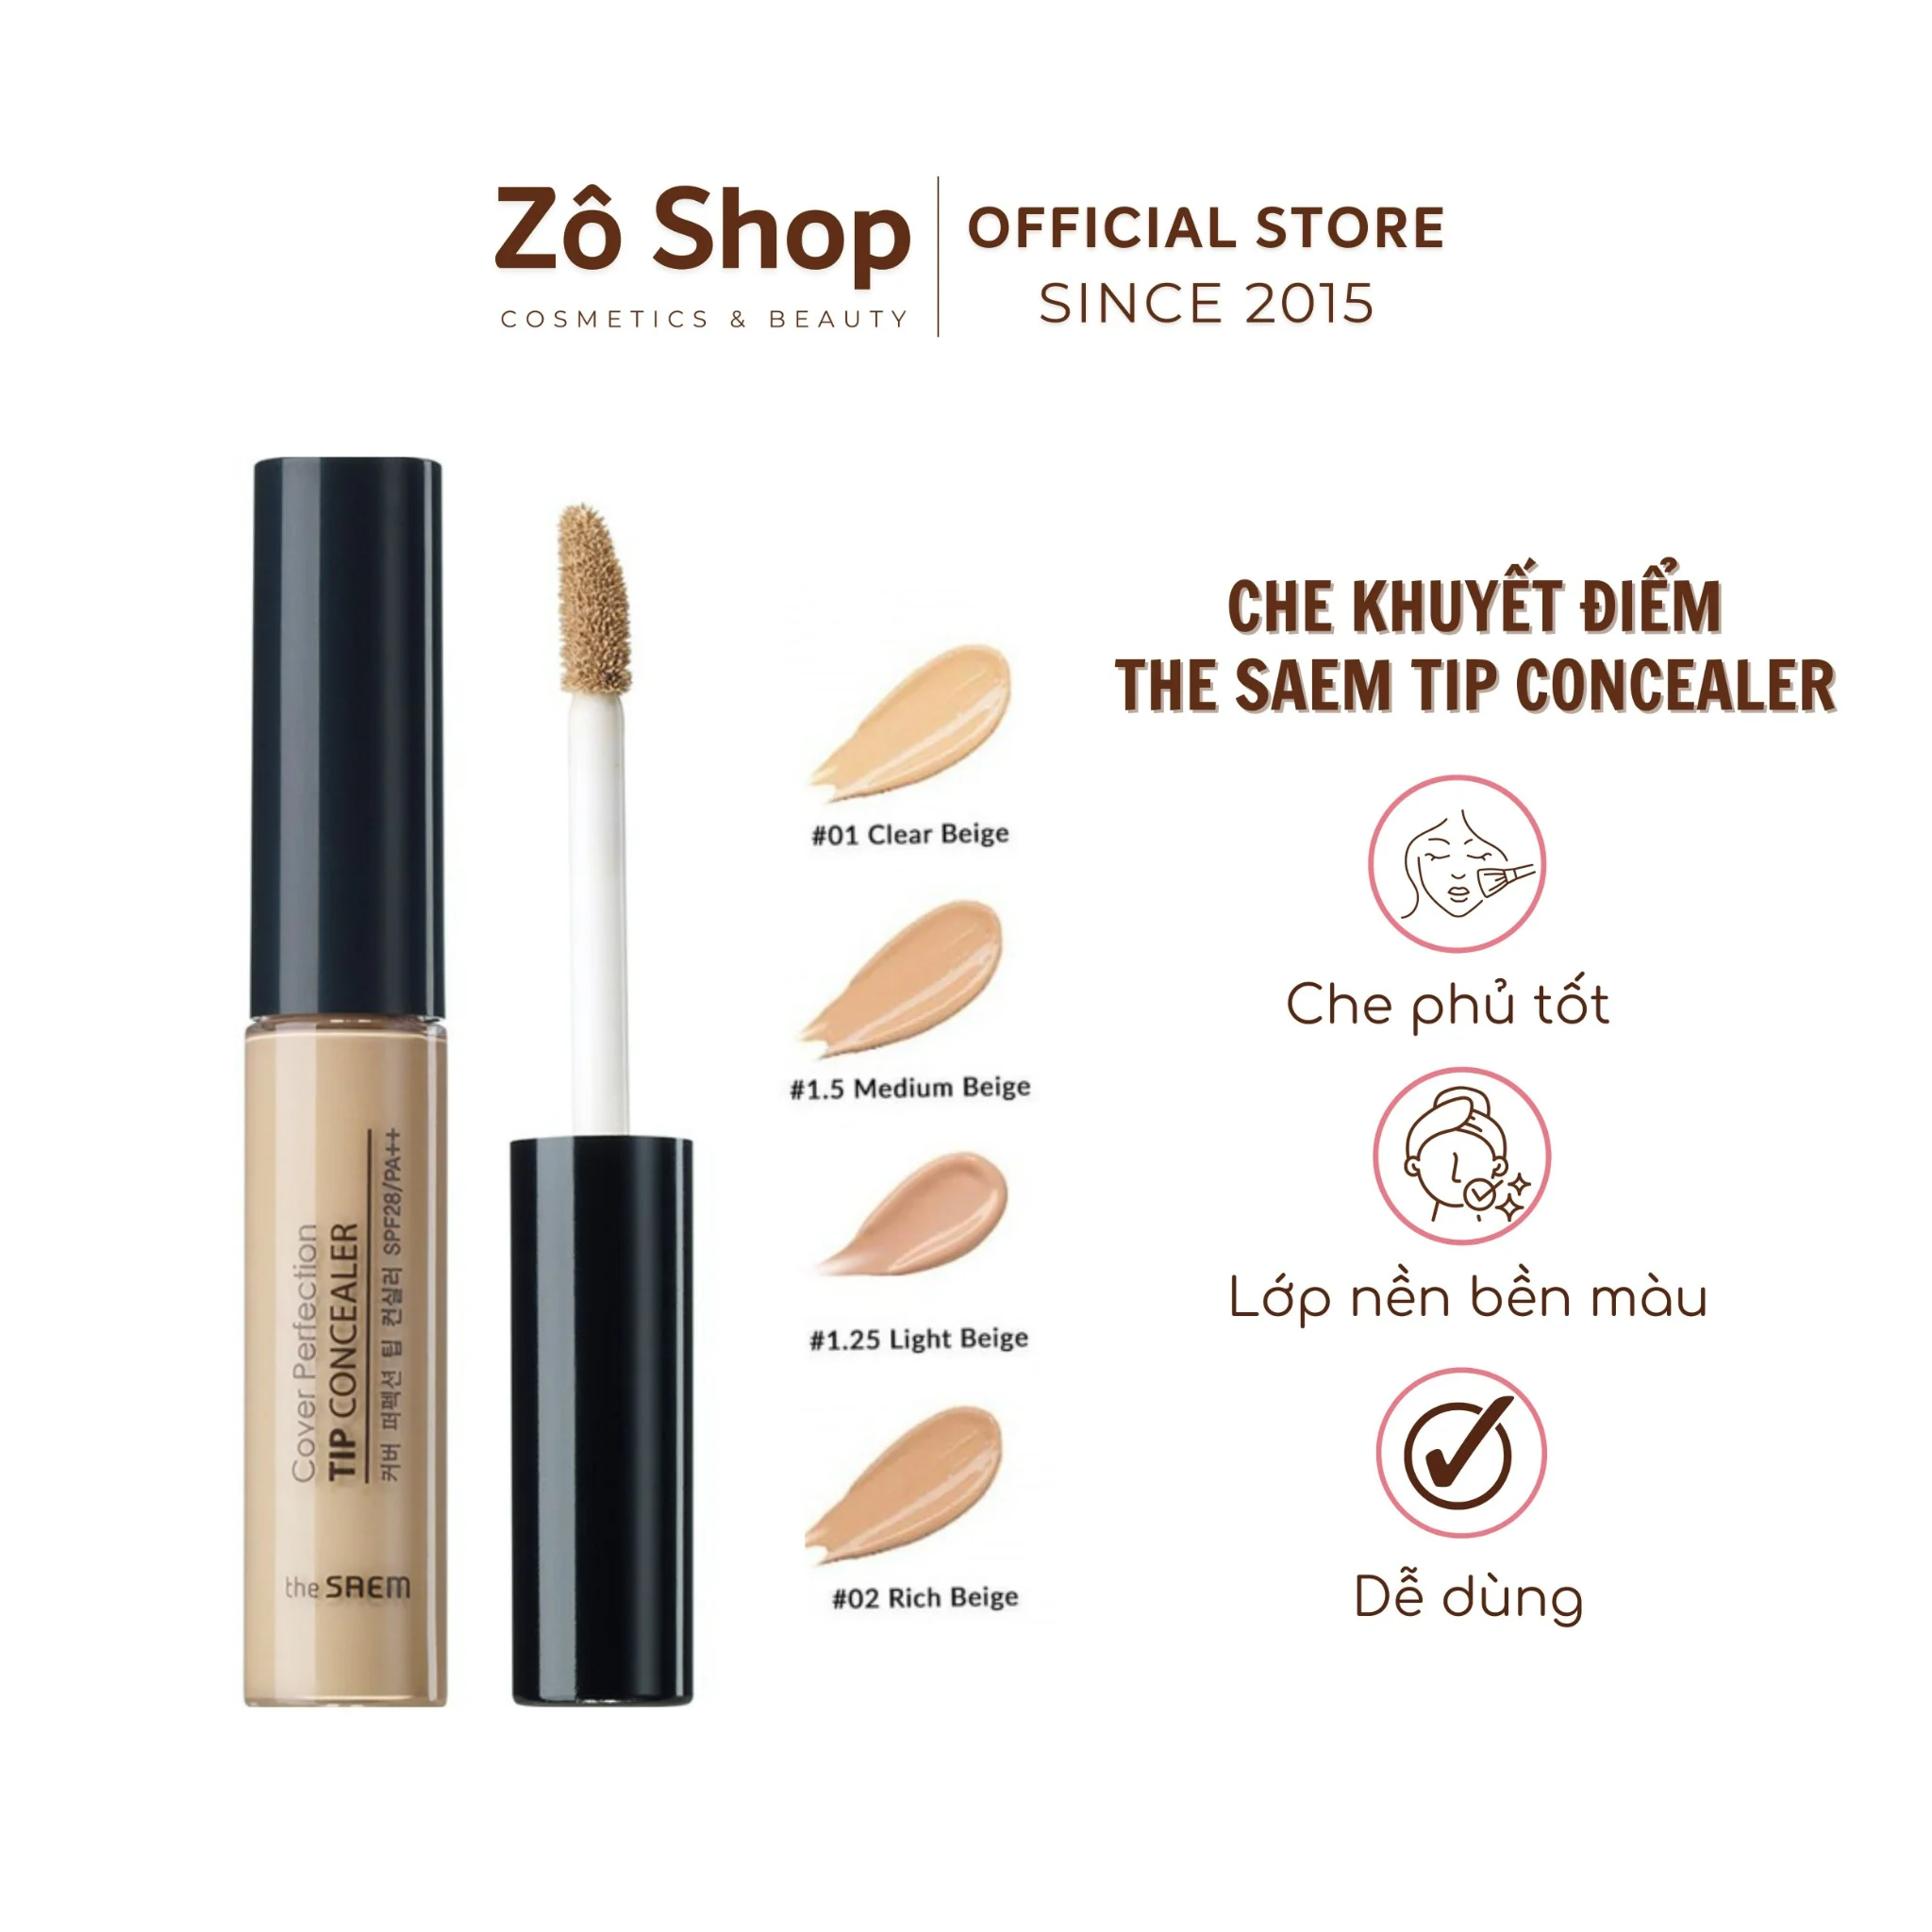 Zô Shop
COSMETICS & BEAUTY
OFFICIAL STORE
SINCE 2015
CHE KHUYẾT ĐIỂM
THE SAEM TIP CONCEALER
#01 Clear Beige
#1.5 Medium Beige
#1.25 Light Beige
#02 Rich Beige
Che phủ tốt
Lớp nền bền màu
Dễ dùng
Cover Perfection
TIP CONCEALER
커버 퍼펙션 팁 컨실러 SPF28/PA++
the SAEM